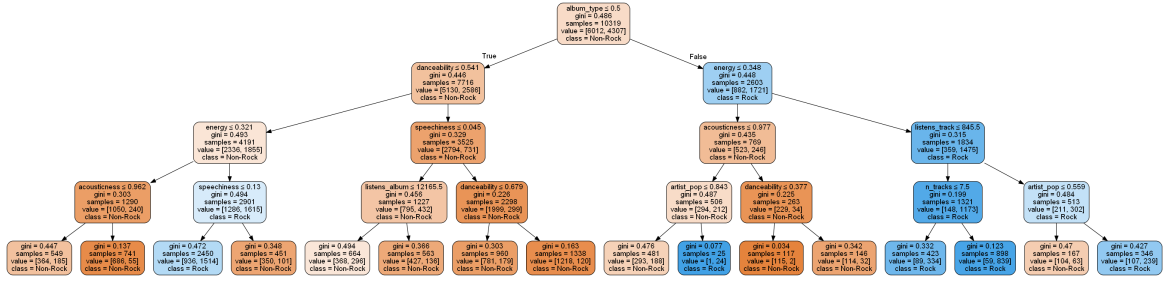 album_type ≤ 0.5
gini = 0.486
samples = 10319
value = [6012, 4307]
class = Non-Rock
True
False
danceability ≤ 0.541
gini = 0.446
samples = 7716
value = [5130, 2586]
class = Non-Rock
energy ≤ 0.348
gini = 0.448
samples = 2603
value = [882, 1721]
class = Rock
energy ≤ 0.321
gini = 0.493
samples = 4191
value = [2336, 1855]
class = Non-Rock
speechiness ≤ 0.045
gini = 0.329
samples = 3525
value = [2794, 731]
class = Non-Rock
acousticness ≤ 0.977
gini = 0.435
samples = 769
value = [523, 246]
class = Non-Rock
listens_track ≤ 845.5
gini = 0.315
samples = 1834
value = [359, 1475]
class = Rock
acousticness ≤ 0.962
gini = 0.303
samples = 1290
value = [1050, 240]
class = Non-Rock
speechiness ≤ 0.13
gini = 0.494
samples = 2901
value = [1286, 1615]
class = Rock
listens_album ≤ 12165.5
gini = 0.456
samples = 1227
value = [795, 432]
class = Non-Rock
danceability ≤ 0.679
gini = 0.226
samples = 2298
value = [1999, 299]
class = Non-Rock
artist_pop ≤ 0.843
gini = 0.487
samples = 506
value = [294, 212]
class = Non-Rock
danceability ≤ 0.377
gini = 0.225
samples = 263
value = [229, 34]
class = Non-Rock
n_tracks ≤ 7.5
gini = 0.199
samples = 1321
value = [148, 1173]
class = Rock
artist_pop ≤ 0.559
gini = 0.484
samples = 513
value = [211, 302]
class = Rock
gini = 0.447
samples = 549
value = [364, 185]
class = Non-Rock
gini = 0.137
samples = 741
value = [686, 55]
class = Non-Rock
gini = 0.472
samples = 2450
value = [936, 1514]
class = Rock
gini = 0.348
samples = 451
value = [350, 101]
class = Non-Rock
gini = 0.494
samples = 664
value = [368, 296]
class = Non-Rock
gini = 0.366
samples = 563
value = [427, 136]
class = Non-Rock
gini = 0.303
samples = 960
value = [781, 179]
class = Non-Rock
gini = 0.163
samples = 1338
value = [1218, 120]
class = Non-Rock
gini = 0.476
samples = 481
value = [293, 188]
class = Non-Rock
gini = 0.077
samples = 25
value = [1, 24]
class = Rock
gini = 0.034
samples = 117
value = [115, 2]
class = Non-Rock
gini = 0.342
samples = 146
value = [114, 32]
class = Non-Rock
gini = 0.332
samples = 423
value = [89, 334]
class = Rock
gini = 0.123
samples = 898
value = [59, 839]
class = Rock
gini = 0.47
samples = 167
value = [104, 63]
class = Non-Rock
gini = 0.427
samples = 346
value = [107, 239]
class = Rock